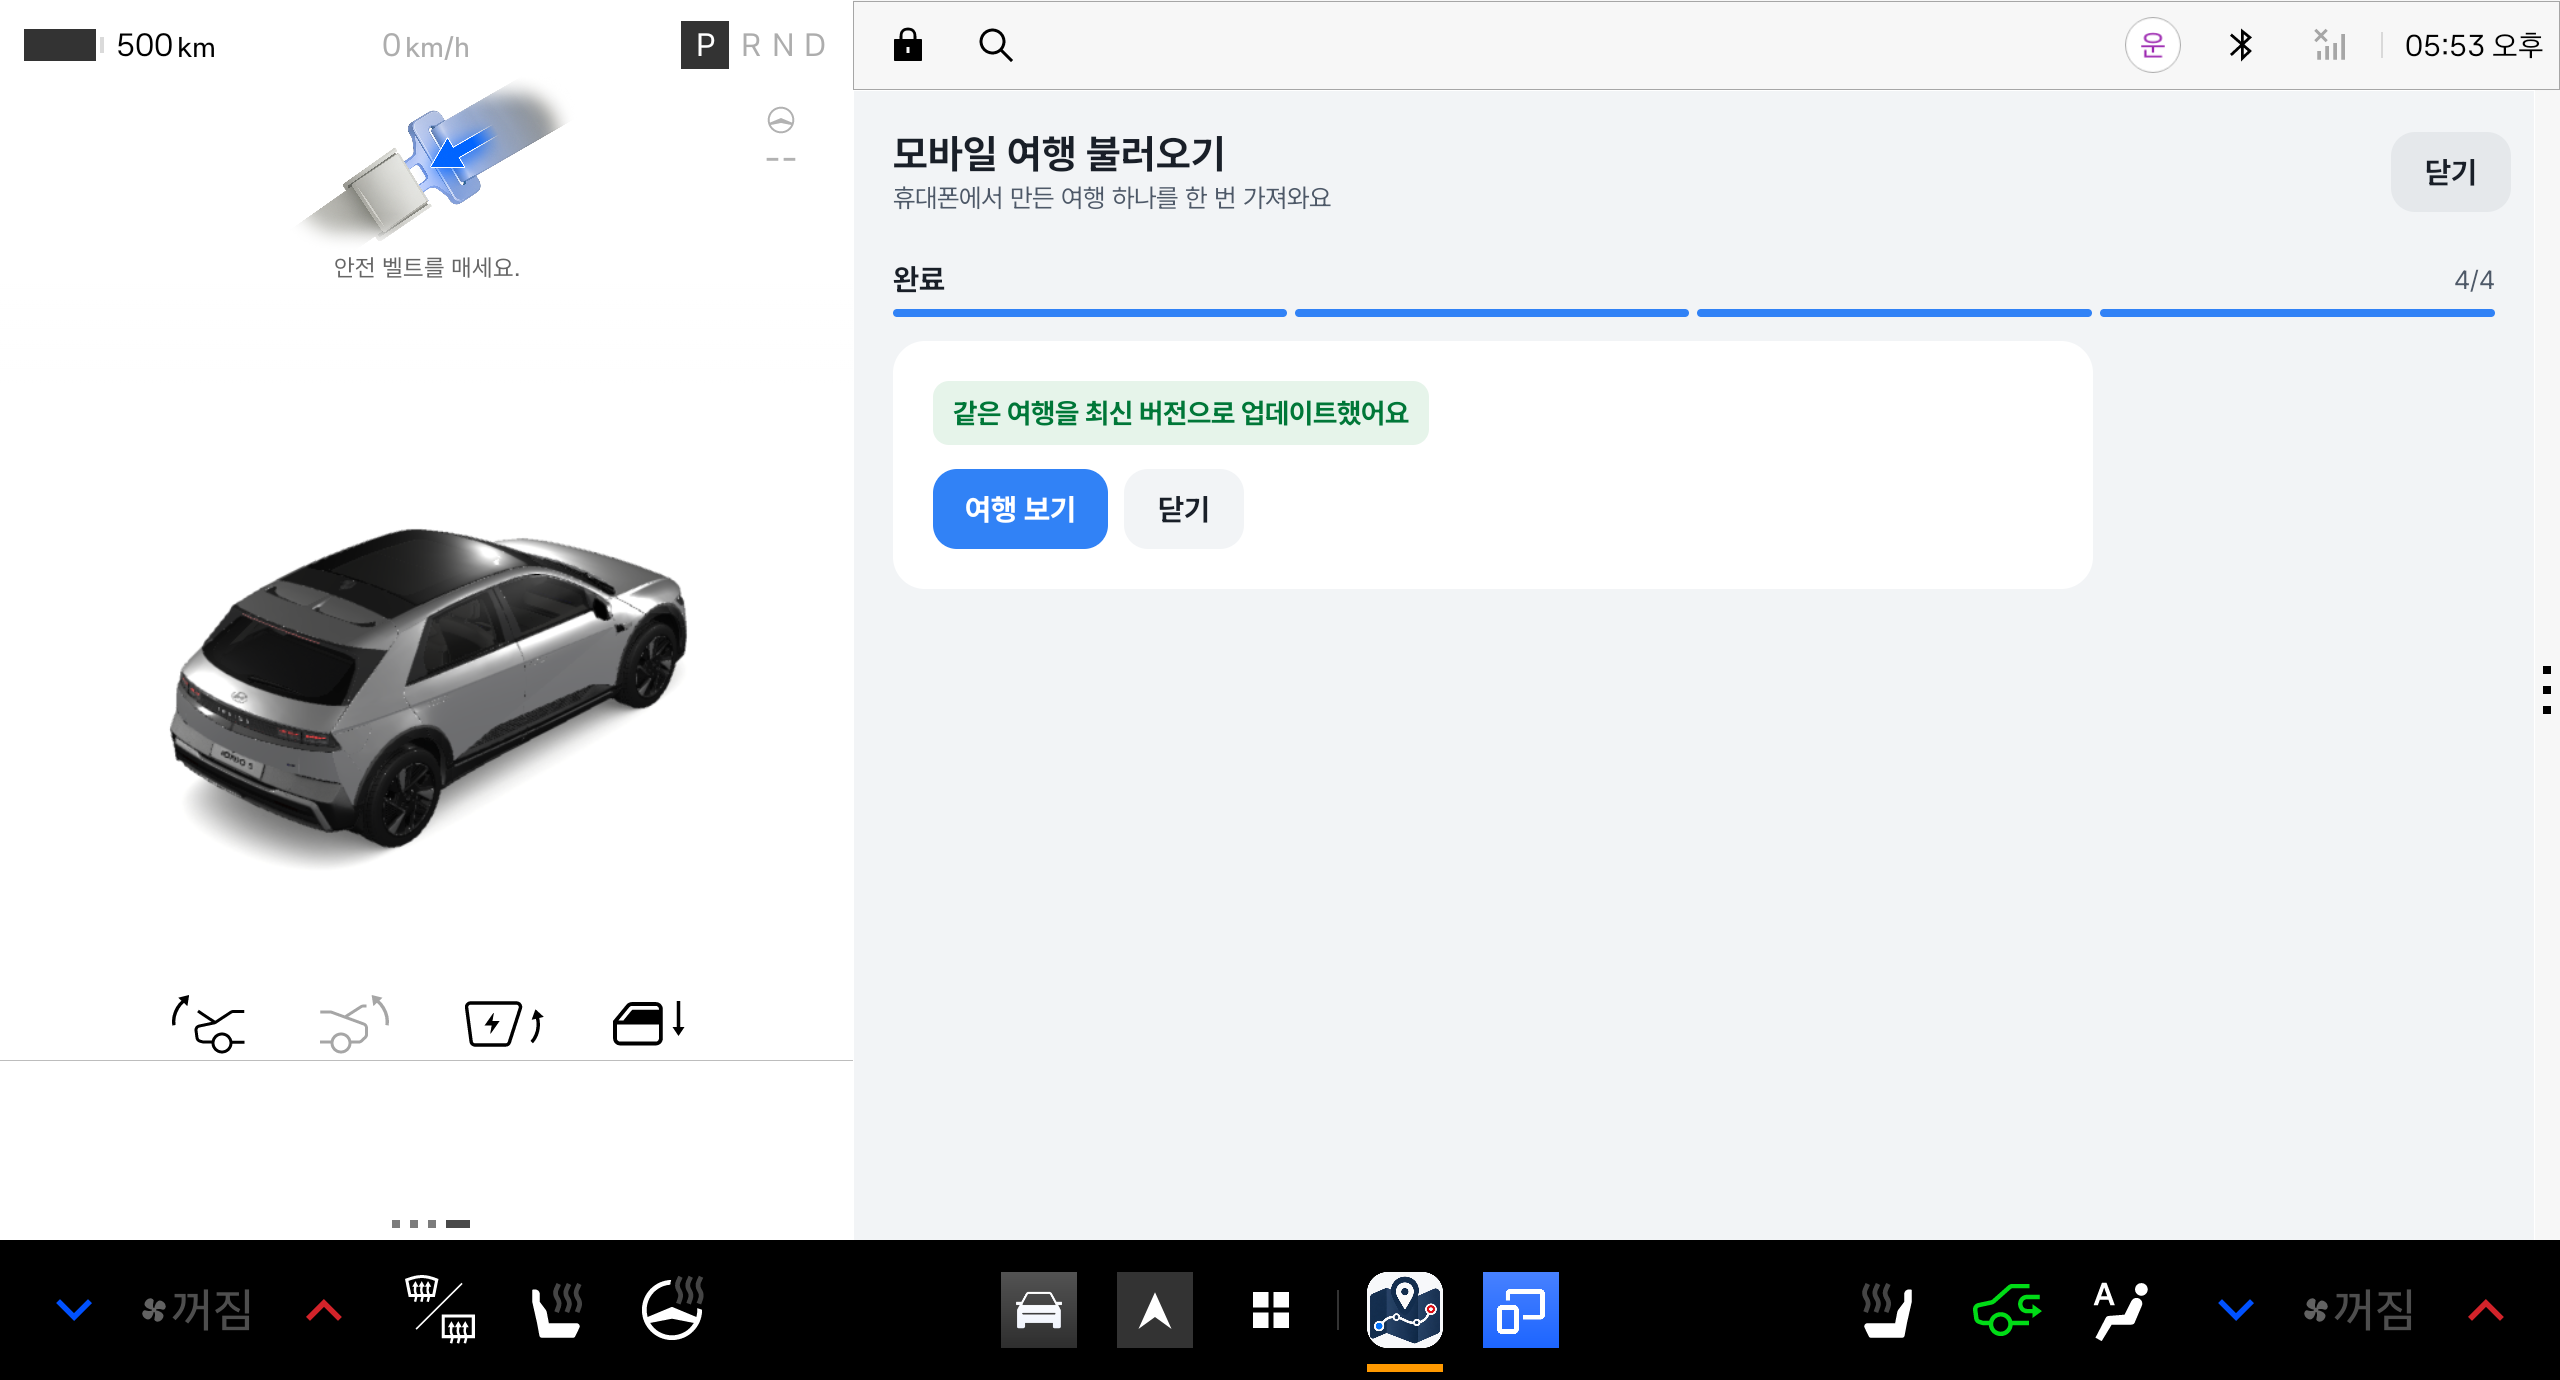 500 km
0 km/h
P R N D
운
05:53 오후
--
안전 벨트를 매세요.
모바일 여행 불러오기
닫기
휴대폰에서 만든 여행 하나를 한 번 가져와요
완료
4/4
같은 여행을 최신 버전으로 업데이트했어요
여행 보기
닫기
IONIQ 5
꺼짐
A
꺼짐